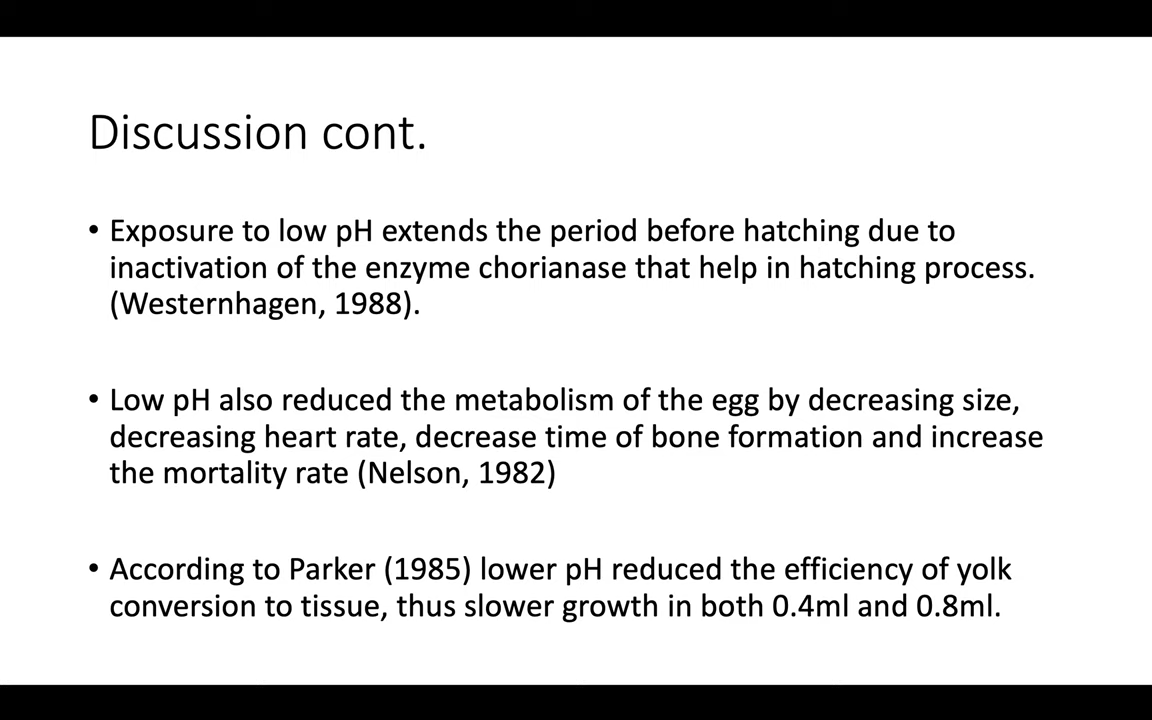 Discussion cont.
• Exposure to low pH extends the period before hatching due to
inactivation of the enzyme chorianase that help in hatching process.
(Westernhagen, 1988).
• Low pH also reduced the metabolism of the egg by decreasing size,
decreasing heart rate, decrease time of bone formation and increase
the mortality rate (Nelson, 1982)
• According to Parker (1985) lower pH reduced the efficiency of yolk
conversion to tissue, thus slower growth in both 0.4ml and 0.8ml.